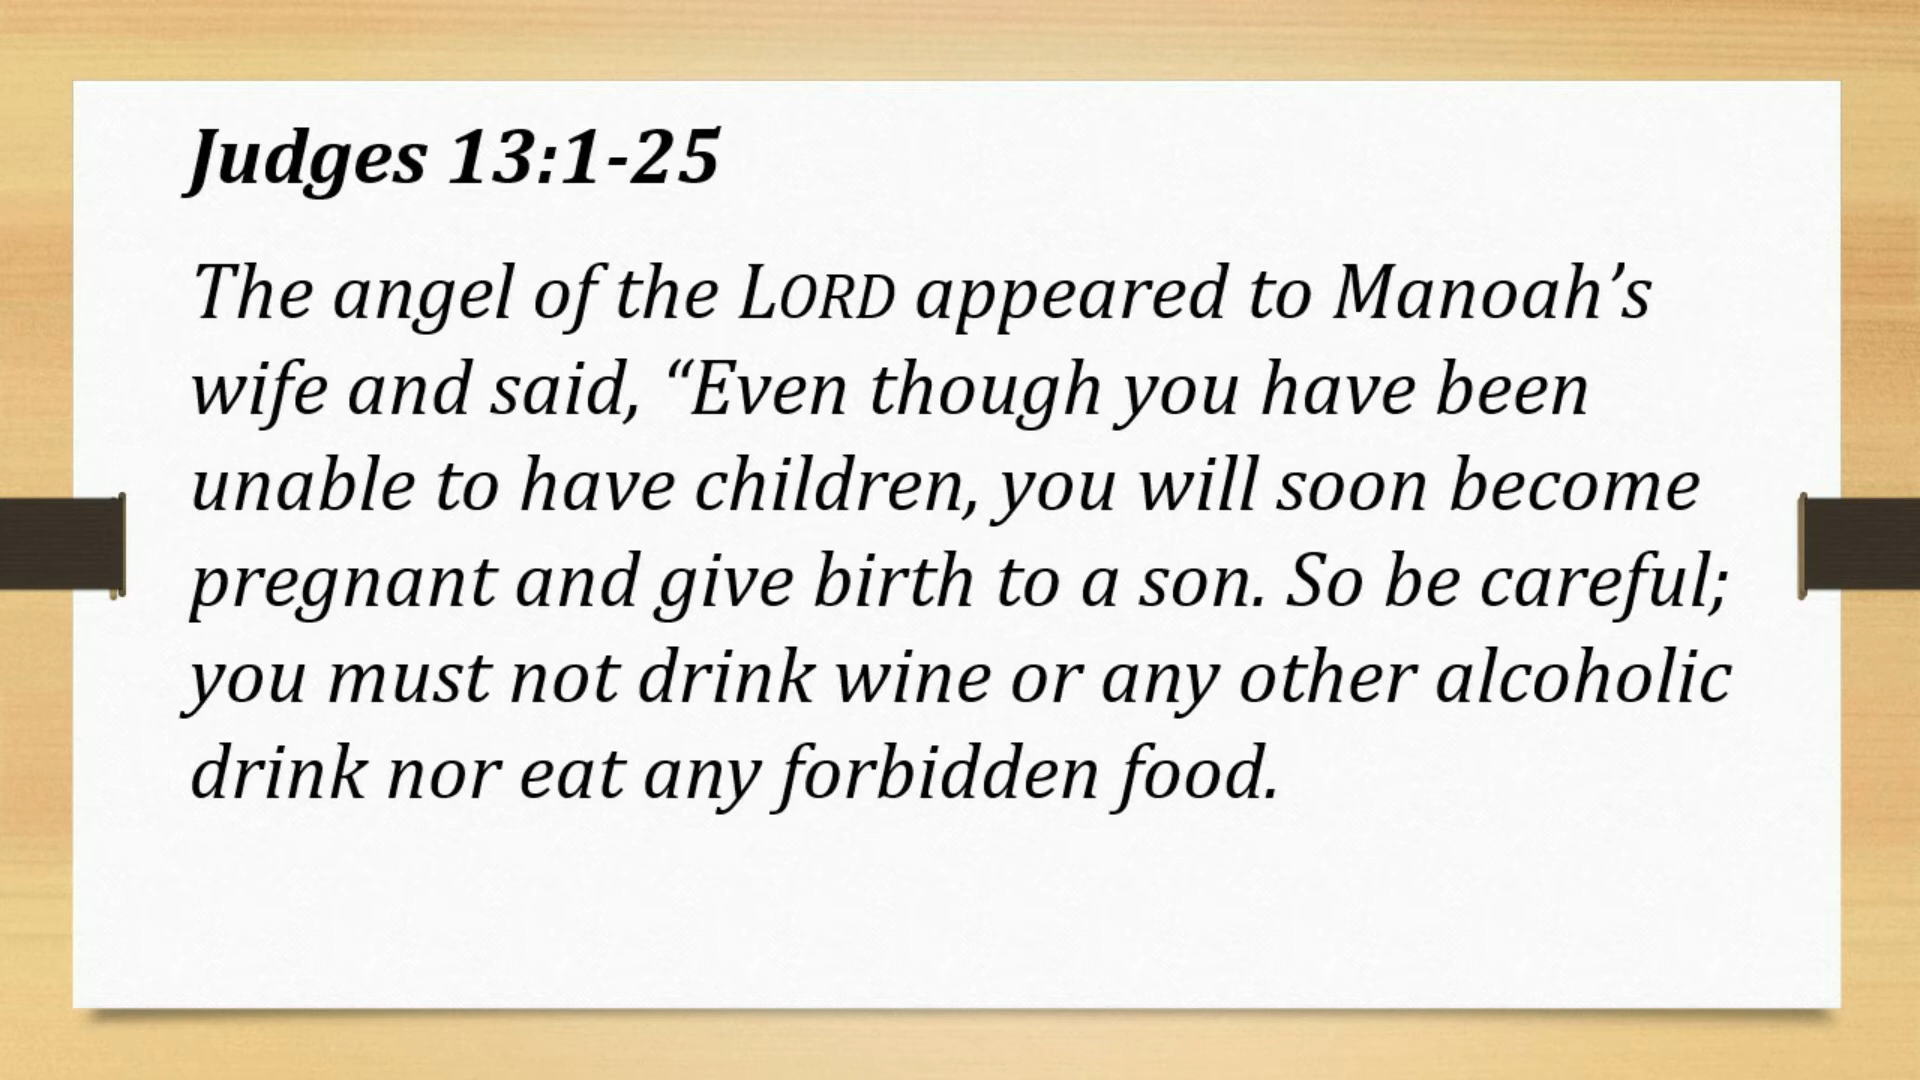 Judges 13:1-25
The angel of the LORD appeared to Manoah’s
wife and said, “Even though you have been
unable to have children, you will soon become
pregnant and give birth to a son. So be careful;
you must not drink wine or any other alcoholic
drink nor eat any forbidden food.